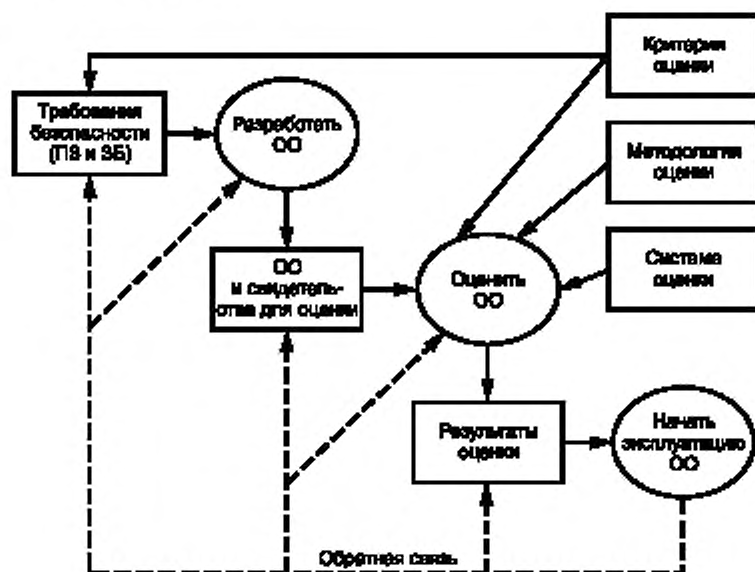 Критерии
оценки
Требования
безопасности
(ПЗ и ЗБ)
Разработать
ОО
Методология
оценки
ОО
и свидетель-
ства для оценки
Оценить
ОО
Система
оценки
Результаты
оценки
Начать
эксплуатацию
ОО
Обратная связь